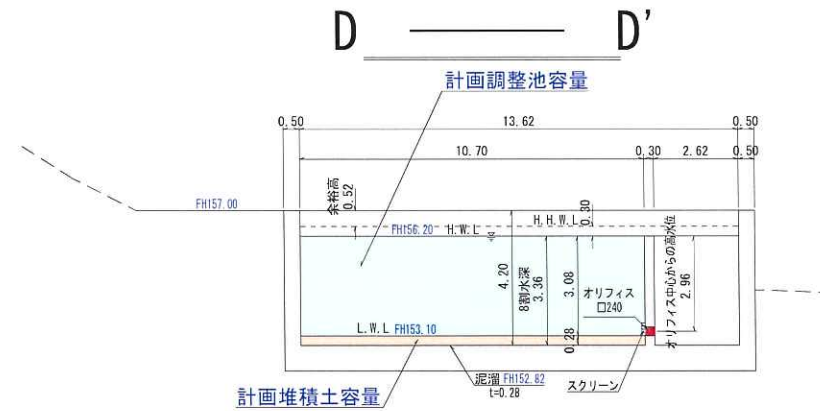 D
D'
計画調整池容量
0.50
13.62
0.50
10.70
0.30
2.62
0.50
FH157.00
余裕高
0.52
H.H.W.L
0.30
FH156.20
H.W.L
4.20
8割水深
3.36
3.08
オリフィス
□240
オリフィス中心からの高水位
2.96
L.W.L FH153.10
0.28
泥溜 FH152.82
t=0.28
スクリーン
計画堆積土容量